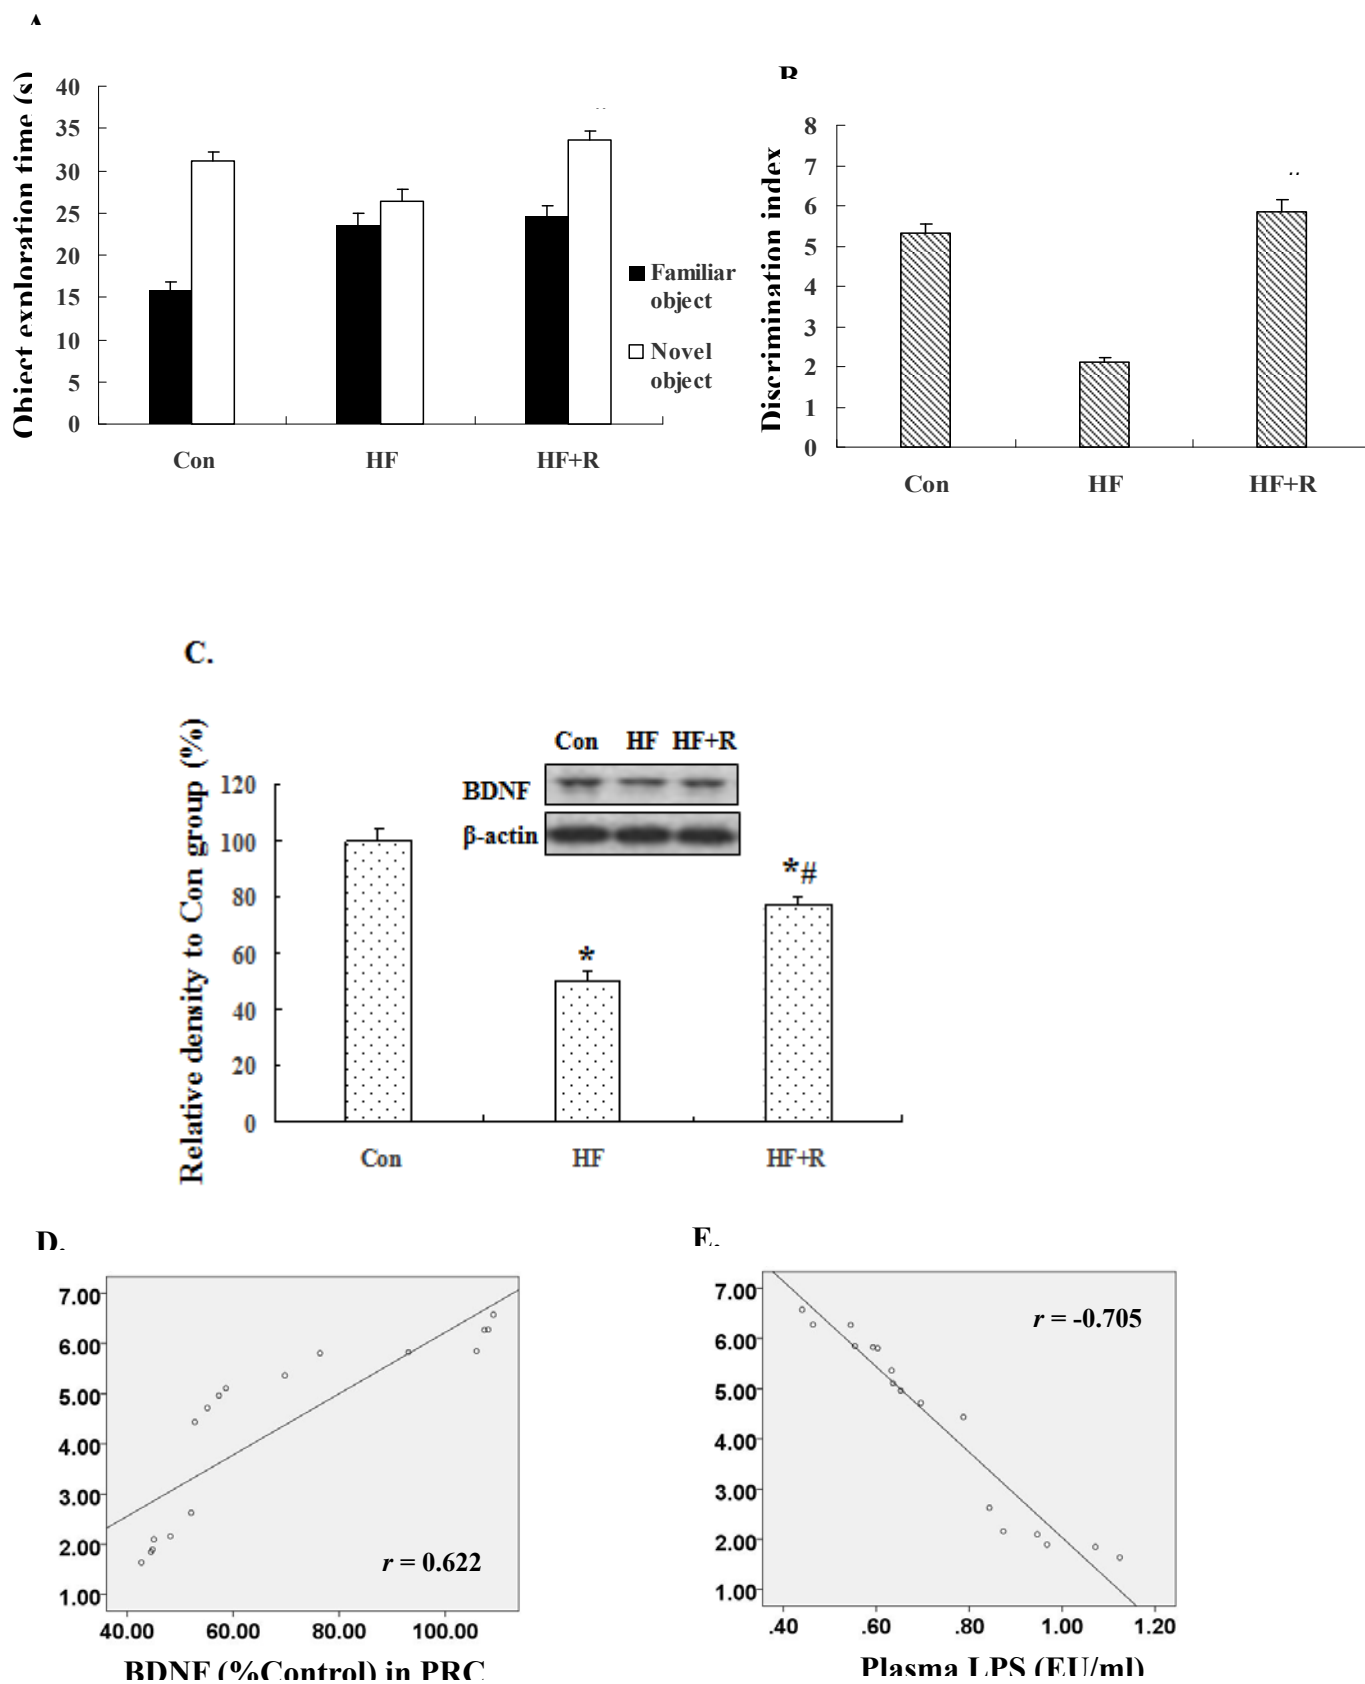 A
B
Object exploration time (s)
40
35
30
25
20
15
10
5
0
Con HF HF+R
Familiar
object
Novel
object
Discrimination index
8
7
6
5
4
3
2
1
0
Con HF HF+R
C.
Relative density to Con group (%)
120
100
80
60
40
20
0
Con HF HF+R
BDNF
β-actin
*
*#
Con HF HF+R
D.
E.
7.00
6.00
5.00
4.00
3.00
2.00
1.00
r = 0.622
40.00 60.00 80.00 100.00
BDNF (%Control) in PRC
7.00
6.00
5.00
4.00
3.00
2.00
1.00
r = -0.705
.40 .60 .80 1.00 1.20
Plasma LPS (EU/ml)